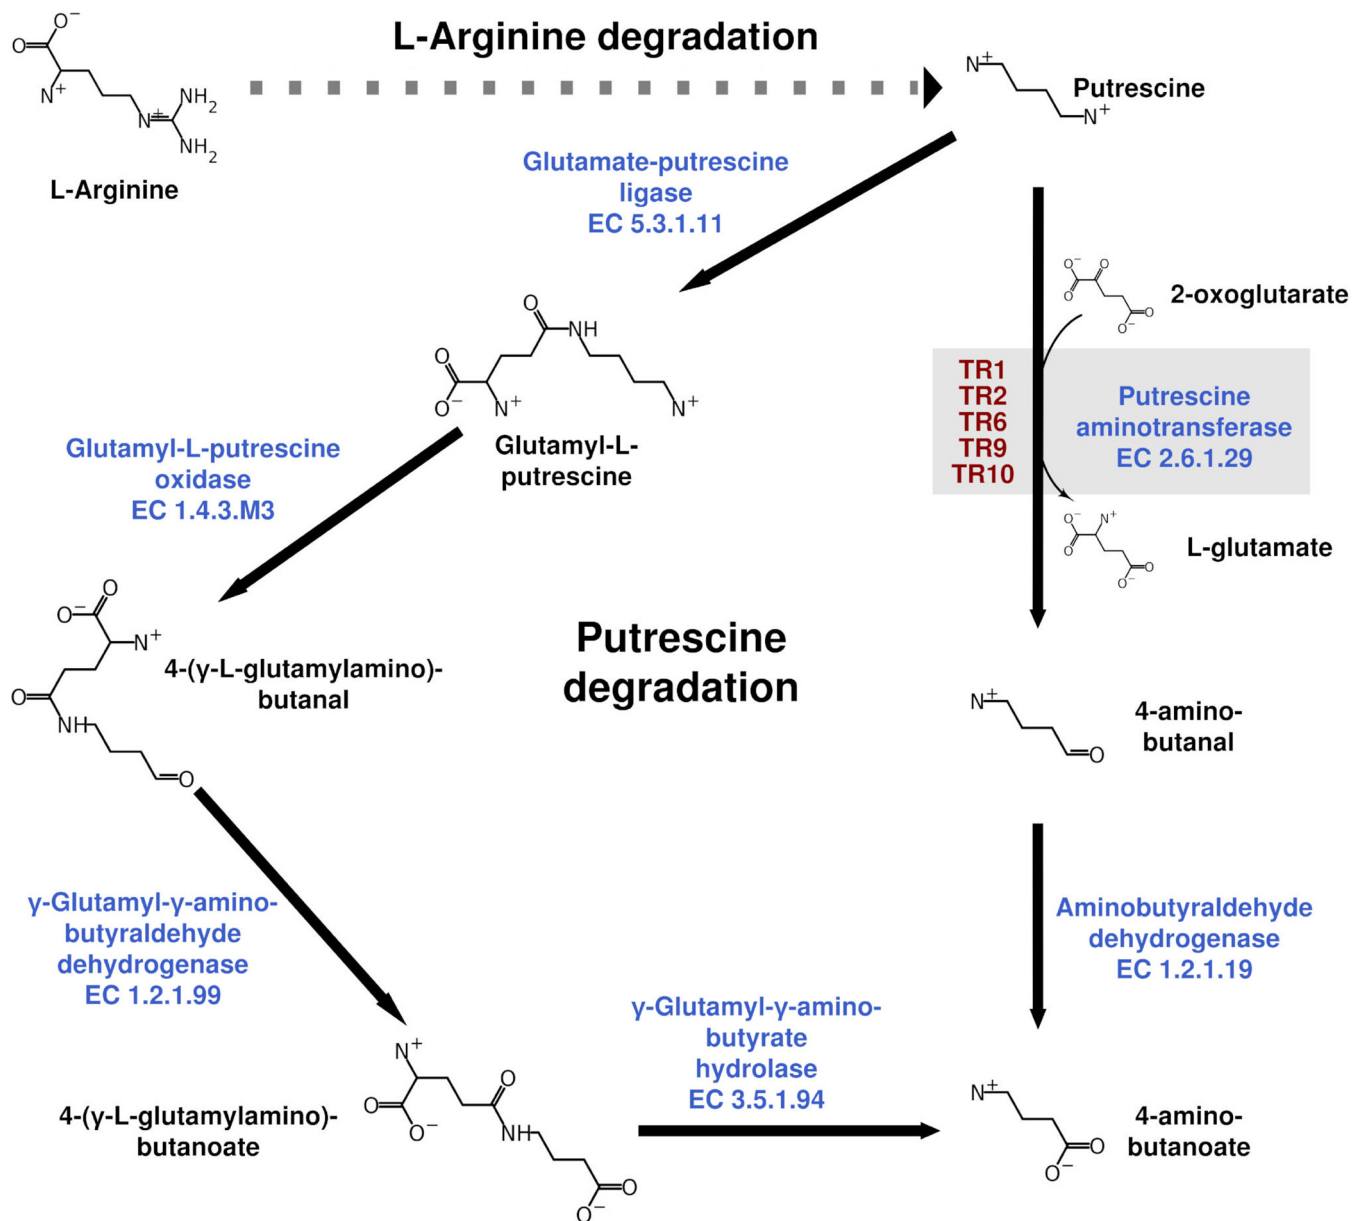 L-Arginine degradation
O−
O
N+
N+
NH2
NH2
L-Arginine
N+
N+
Putrescine
Glutamate-putrescine
ligase
EC 5.3.1.11
O−
O
O
O
O−
2-oxoglutarate
TR1
TR2
TR6
TR9
TR10
Putrescine
aminotransferase
EC 2.6.1.29
O−
N+
O
O
O−
L-glutamate
O
NH
O
O−
N+
N+
Glutamyl-L-
putrescine
Glutamyl-L-putrescine
oxidase
EC 1.4.3.M3
O
O−
N+
O
NH
O
4-(γ-L-glutamylamino)-
butanal
Putrescine
degradation
N+
O
4-amino-
butanal
γ-Glutamyl-γ-amino-
butyraldehyde
dehydrogenase
EC 1.2.1.99
Aminobutyraldehyde
dehydrogenase
EC 1.2.1.19
N+
O
O
O−
NH
O
O−
4-(γ-L-glutamylamino)-
butanoate
γ-Glutamyl-γ-amino-
butyrate
hydrolase
EC 3.5.1.94
N+
O
O−
4-amino-
butanoate